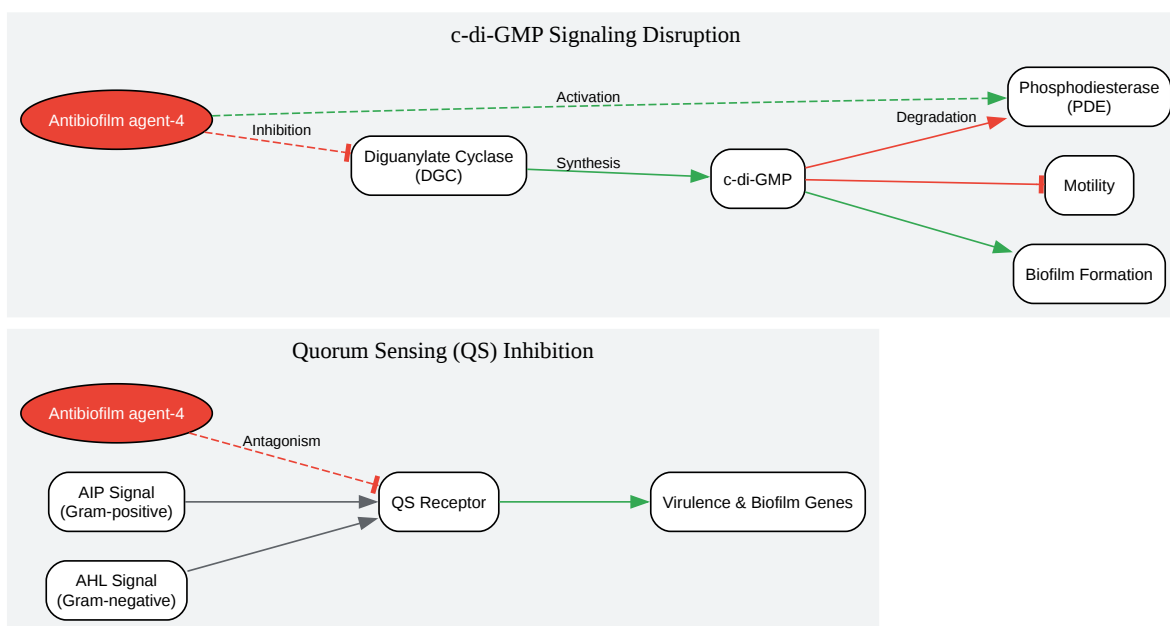 c-di-GMP Signaling Disruption
Antibiofilm agent-4
Activation
Phosphodiesterase
(PDE)
Inhibition
Degradation
Diguanylate Cyclase
(DGC)
Synthesis
c-di-GMP
Motility
Biofilm Formation
Quorum Sensing (QS) Inhibition
Antibiofilm agent-4
Antagonism
AIP Signal
(Gram-positive)
QS Receptor
Virulence & Biofilm Genes
AHL Signal
(Gram-negative)